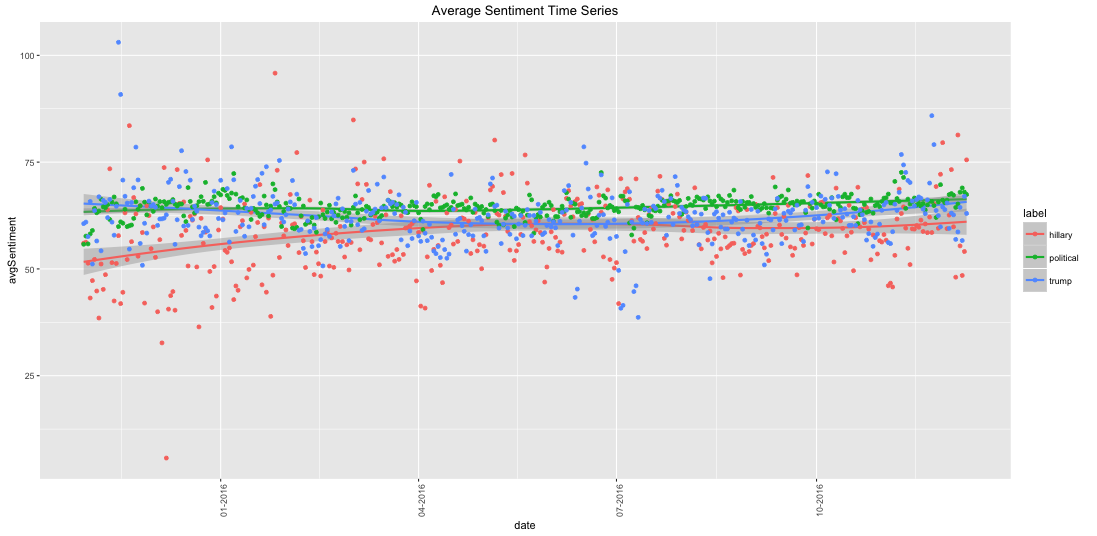 Average Sentiment Time Series
avgSentiment
100
75
50
25
01-2016
04-2016
07-2016
10-2016
date
label
hillary
political
trump